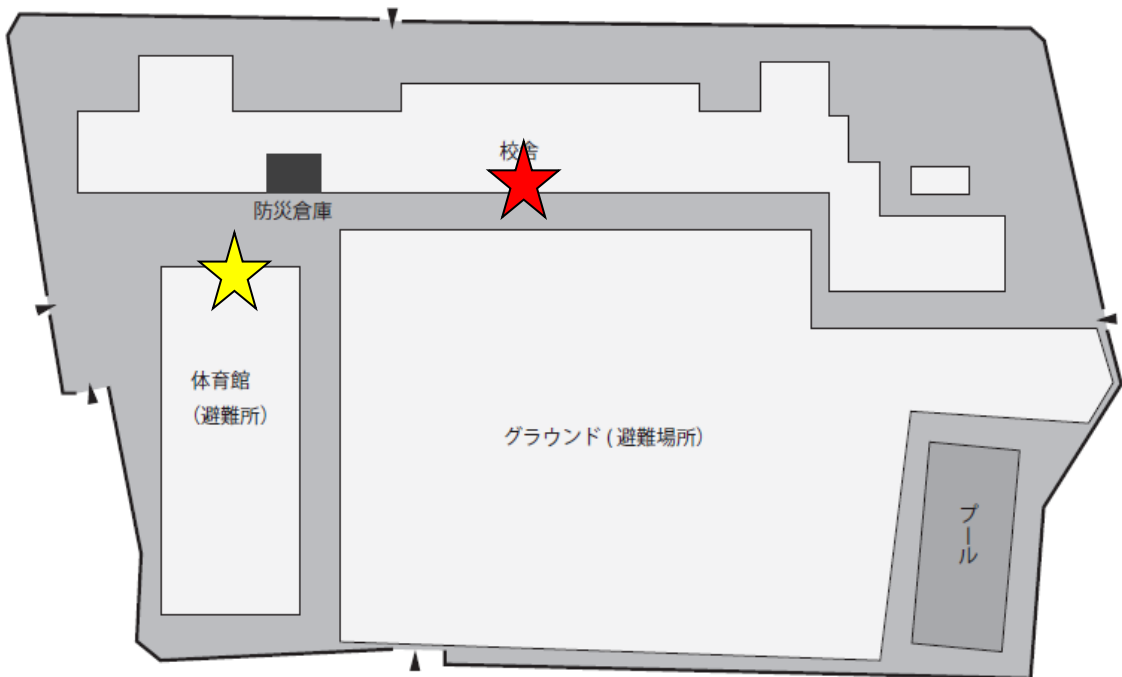 校舎
防災倉庫
体育館
（避難所）
グラウンド ( 避難場所）
プール